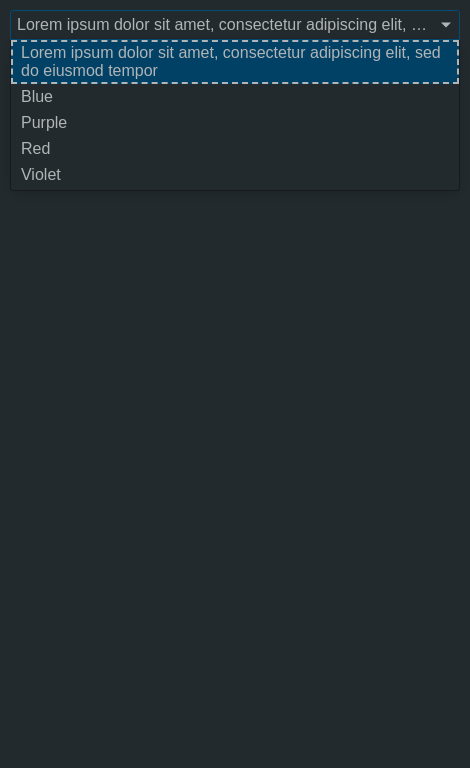 Lorem ipsum dolor sit amet, consectetur adipiscing elit, …
Lorem ipsum dolor sit amet, consectetur adipiscing elit, sed
do eiusmod tempor
Blue
Purple
Red
Violet